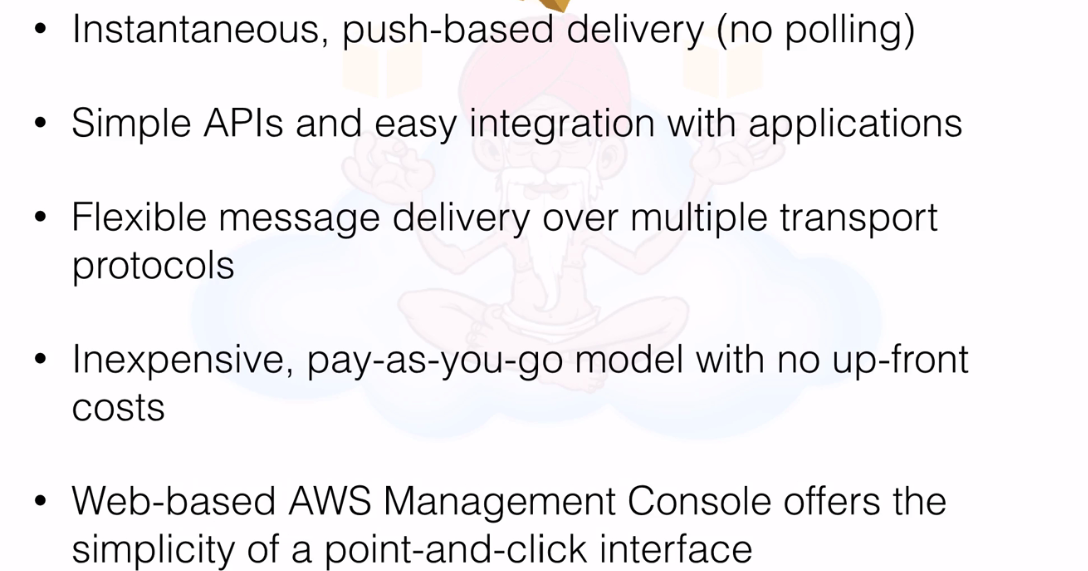 • Instantaneous, push-based delivery (no polling)
• Simple APIs and easy integration with applications
• Flexible message delivery over multiple transport
protocols
• Inexpensive, pay-as-you-go model with no up-front
costs
• Web-based AWS Management Console offers the
simplicity of a point-and-click interface